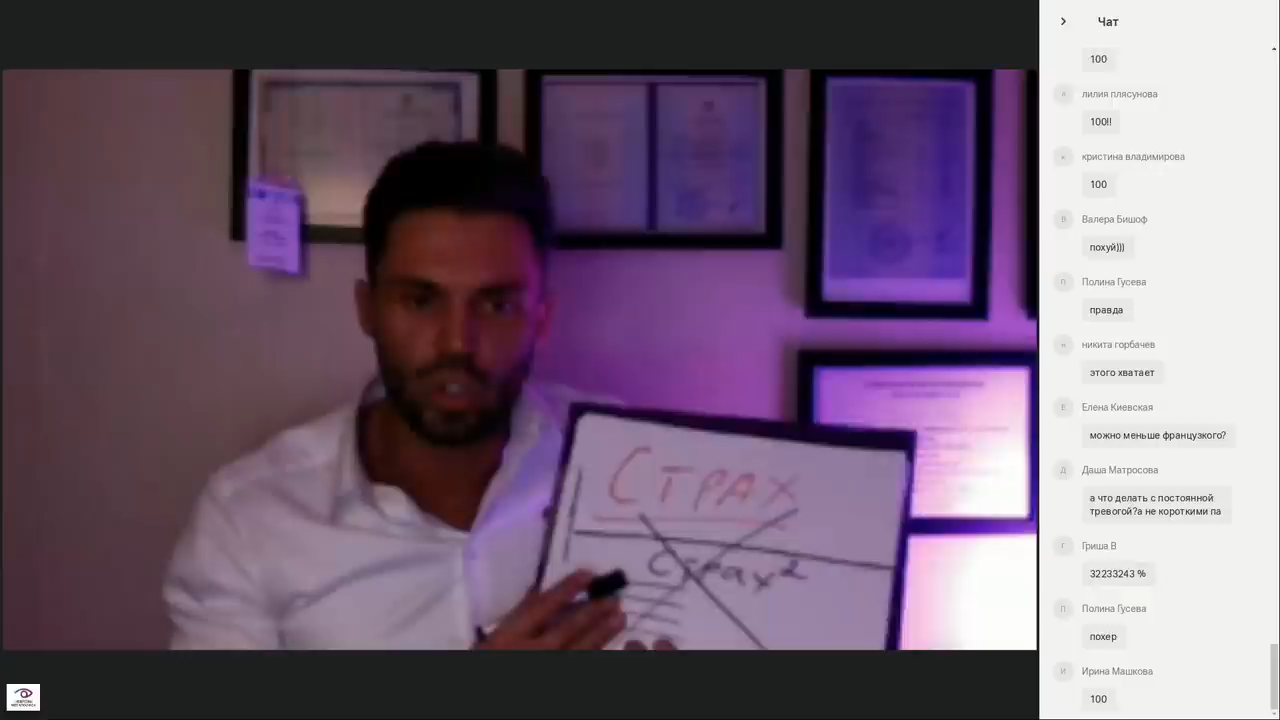 Чат
100
лилия плясунова
100!!
кристина владимирова
100
Валера Бишоф
похуй)))
Полина Гусева
правда
никита горбачев
этого хватает
Елена Киевская
можно меньше французкого?
Даша Матросова
а что делать с постоянной
тревогой?а не короткими па
Гриша В
32233243 %
Полина Гусева
похер
Ирина Машкова
100
Страх
Страх²